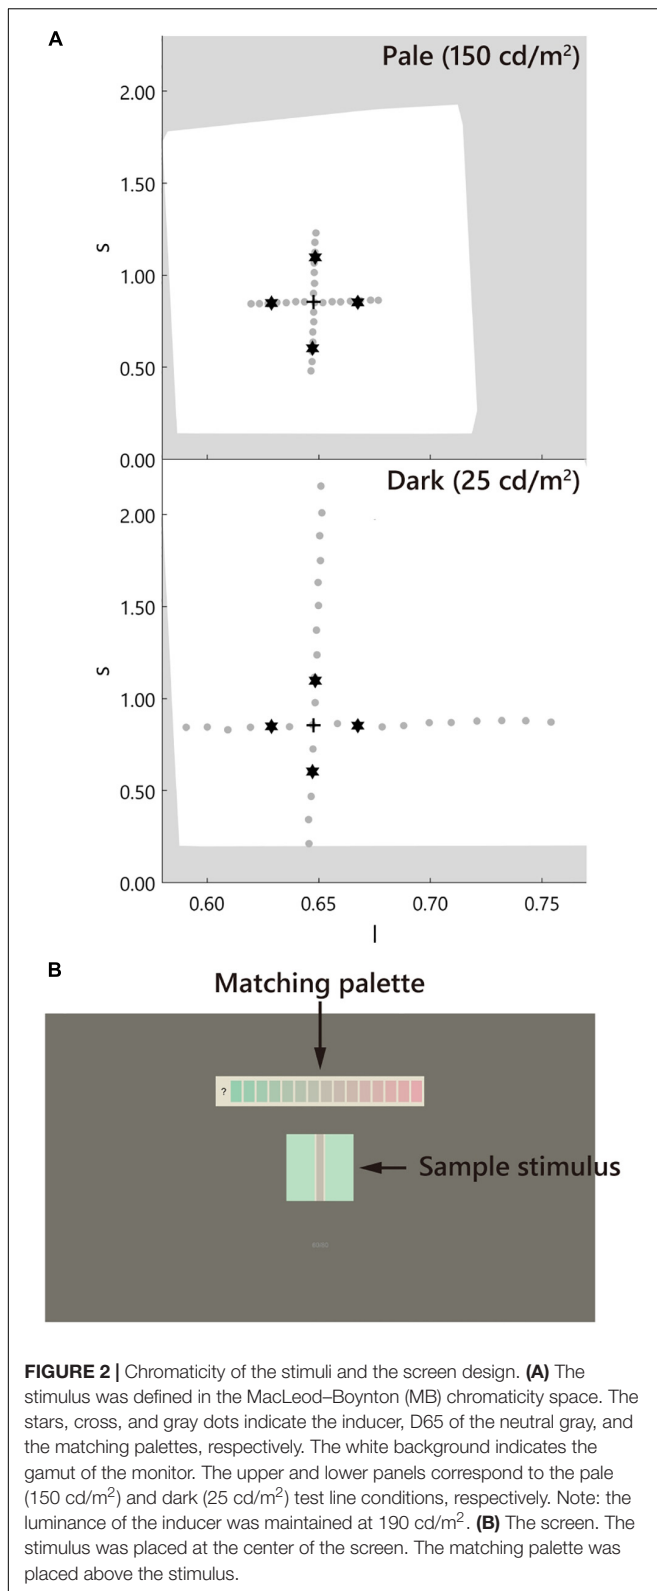 A
Pale (150 cd/m²)
2.00
1.50
s
1.00
0.50
0.00
Dark (25 cd/m²)
2.00
1.50
s
1.00
0.50
0.00
0.60 0.65 0.70 0.75
l
B
Matching palette
?
Sample stimulus
FIGURE 2 | Chromaticity of the stimuli and the screen design. (A) The
stimulus was defined in the MacLeod–Boynton (MB) chromaticity space. The
stars, cross, and gray dots indicate the inducer, D65 of the neutral gray, and
the matching palettes, respectively. The white background indicates the
gamut of the monitor. The upper and lower panels correspond to the pale
(150 cd/m²) and dark (25 cd/m²) test line conditions, respectively. Note: the
luminance of the inducer was maintained at 190 cd/m². (B) The screen. The
stimulus was placed at the center of the screen. The matching palette was
placed above the stimulus.